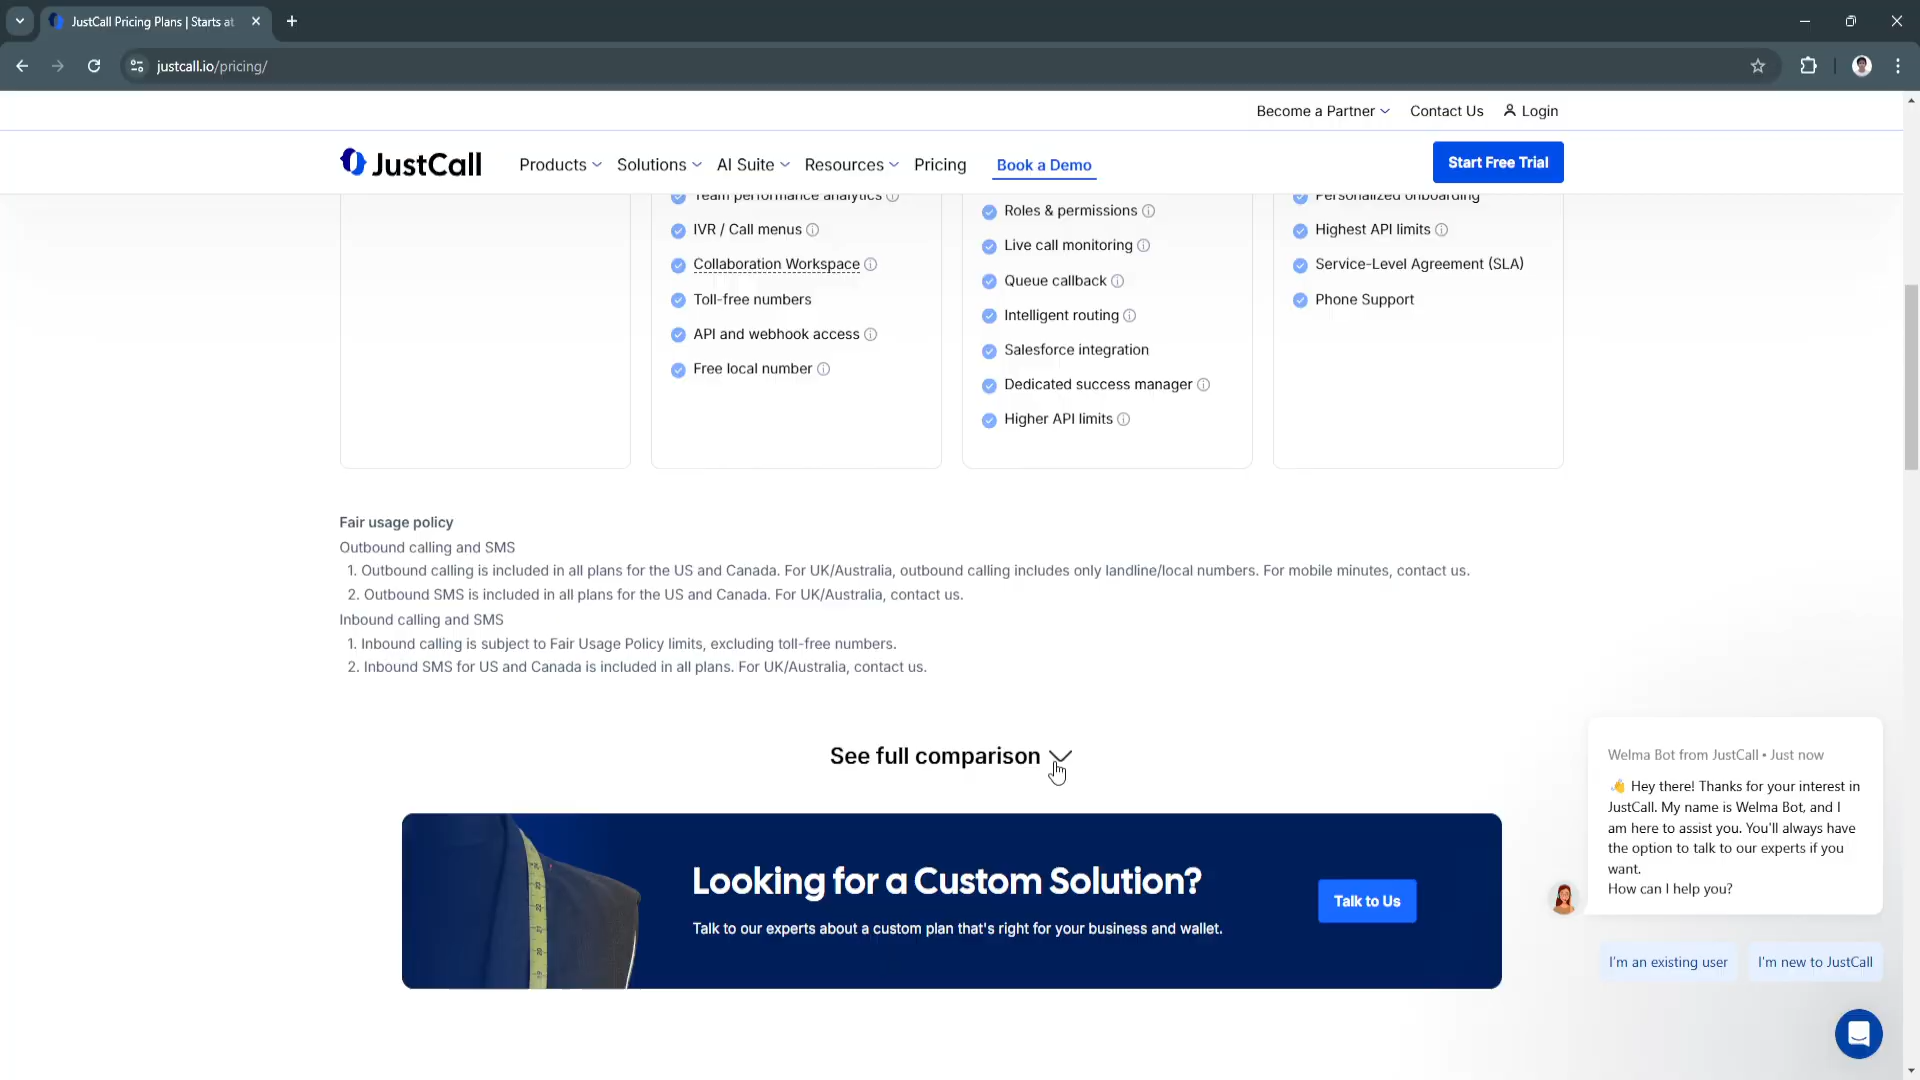 JustCall Pricing Plans | Starts at
justcall.io/pricing/
Become a Partner
Contact Us
Login
JustCall
Products
Solutions
AI Suite
Resources
Pricing
Book a Demo
Start Free Trial
Team performance analytics
IVR / Call menus
Collaboration Workspace
Toll-free numbers
API and webhook access
Free local number
Roles & permissions
Live call monitoring
Queue callback
Intelligent routing
Salesforce integration
Dedicated success manager
Higher API limits
Personalized onboarding
Highest API limits
Service-Level Agreement (SLA)
Phone Support
Fair usage policy
Outbound calling and SMS
1. Outbound calling is included in all plans for the US and Canada. For UK/Australia, outbound calling includes only landline/local numbers. For mobile minutes, contact us.
2. Outbound SMS is included in all plans for the US and Canada. For UK/Australia, contact us.
Inbound calling and SMS
1. Inbound calling is subject to Fair Usage Policy limits, excluding toll-free numbers.
2. Inbound SMS for US and Canada is included in all plans. For UK/Australia, contact us.
See full comparison
Looking for a Custom Solution?
Talk to our experts about a custom plan that's right for your business and wallet.
Talk to Us
Welma Bot from JustCall • Just now
👋 Hey there! Thanks for your interest in
JustCall. My name is Welma Bot, and I
am here to assist you. You'll always have
the option to talk to our experts if you
want.
How can I help you?
I'm an existing user
I'm new to JustCall